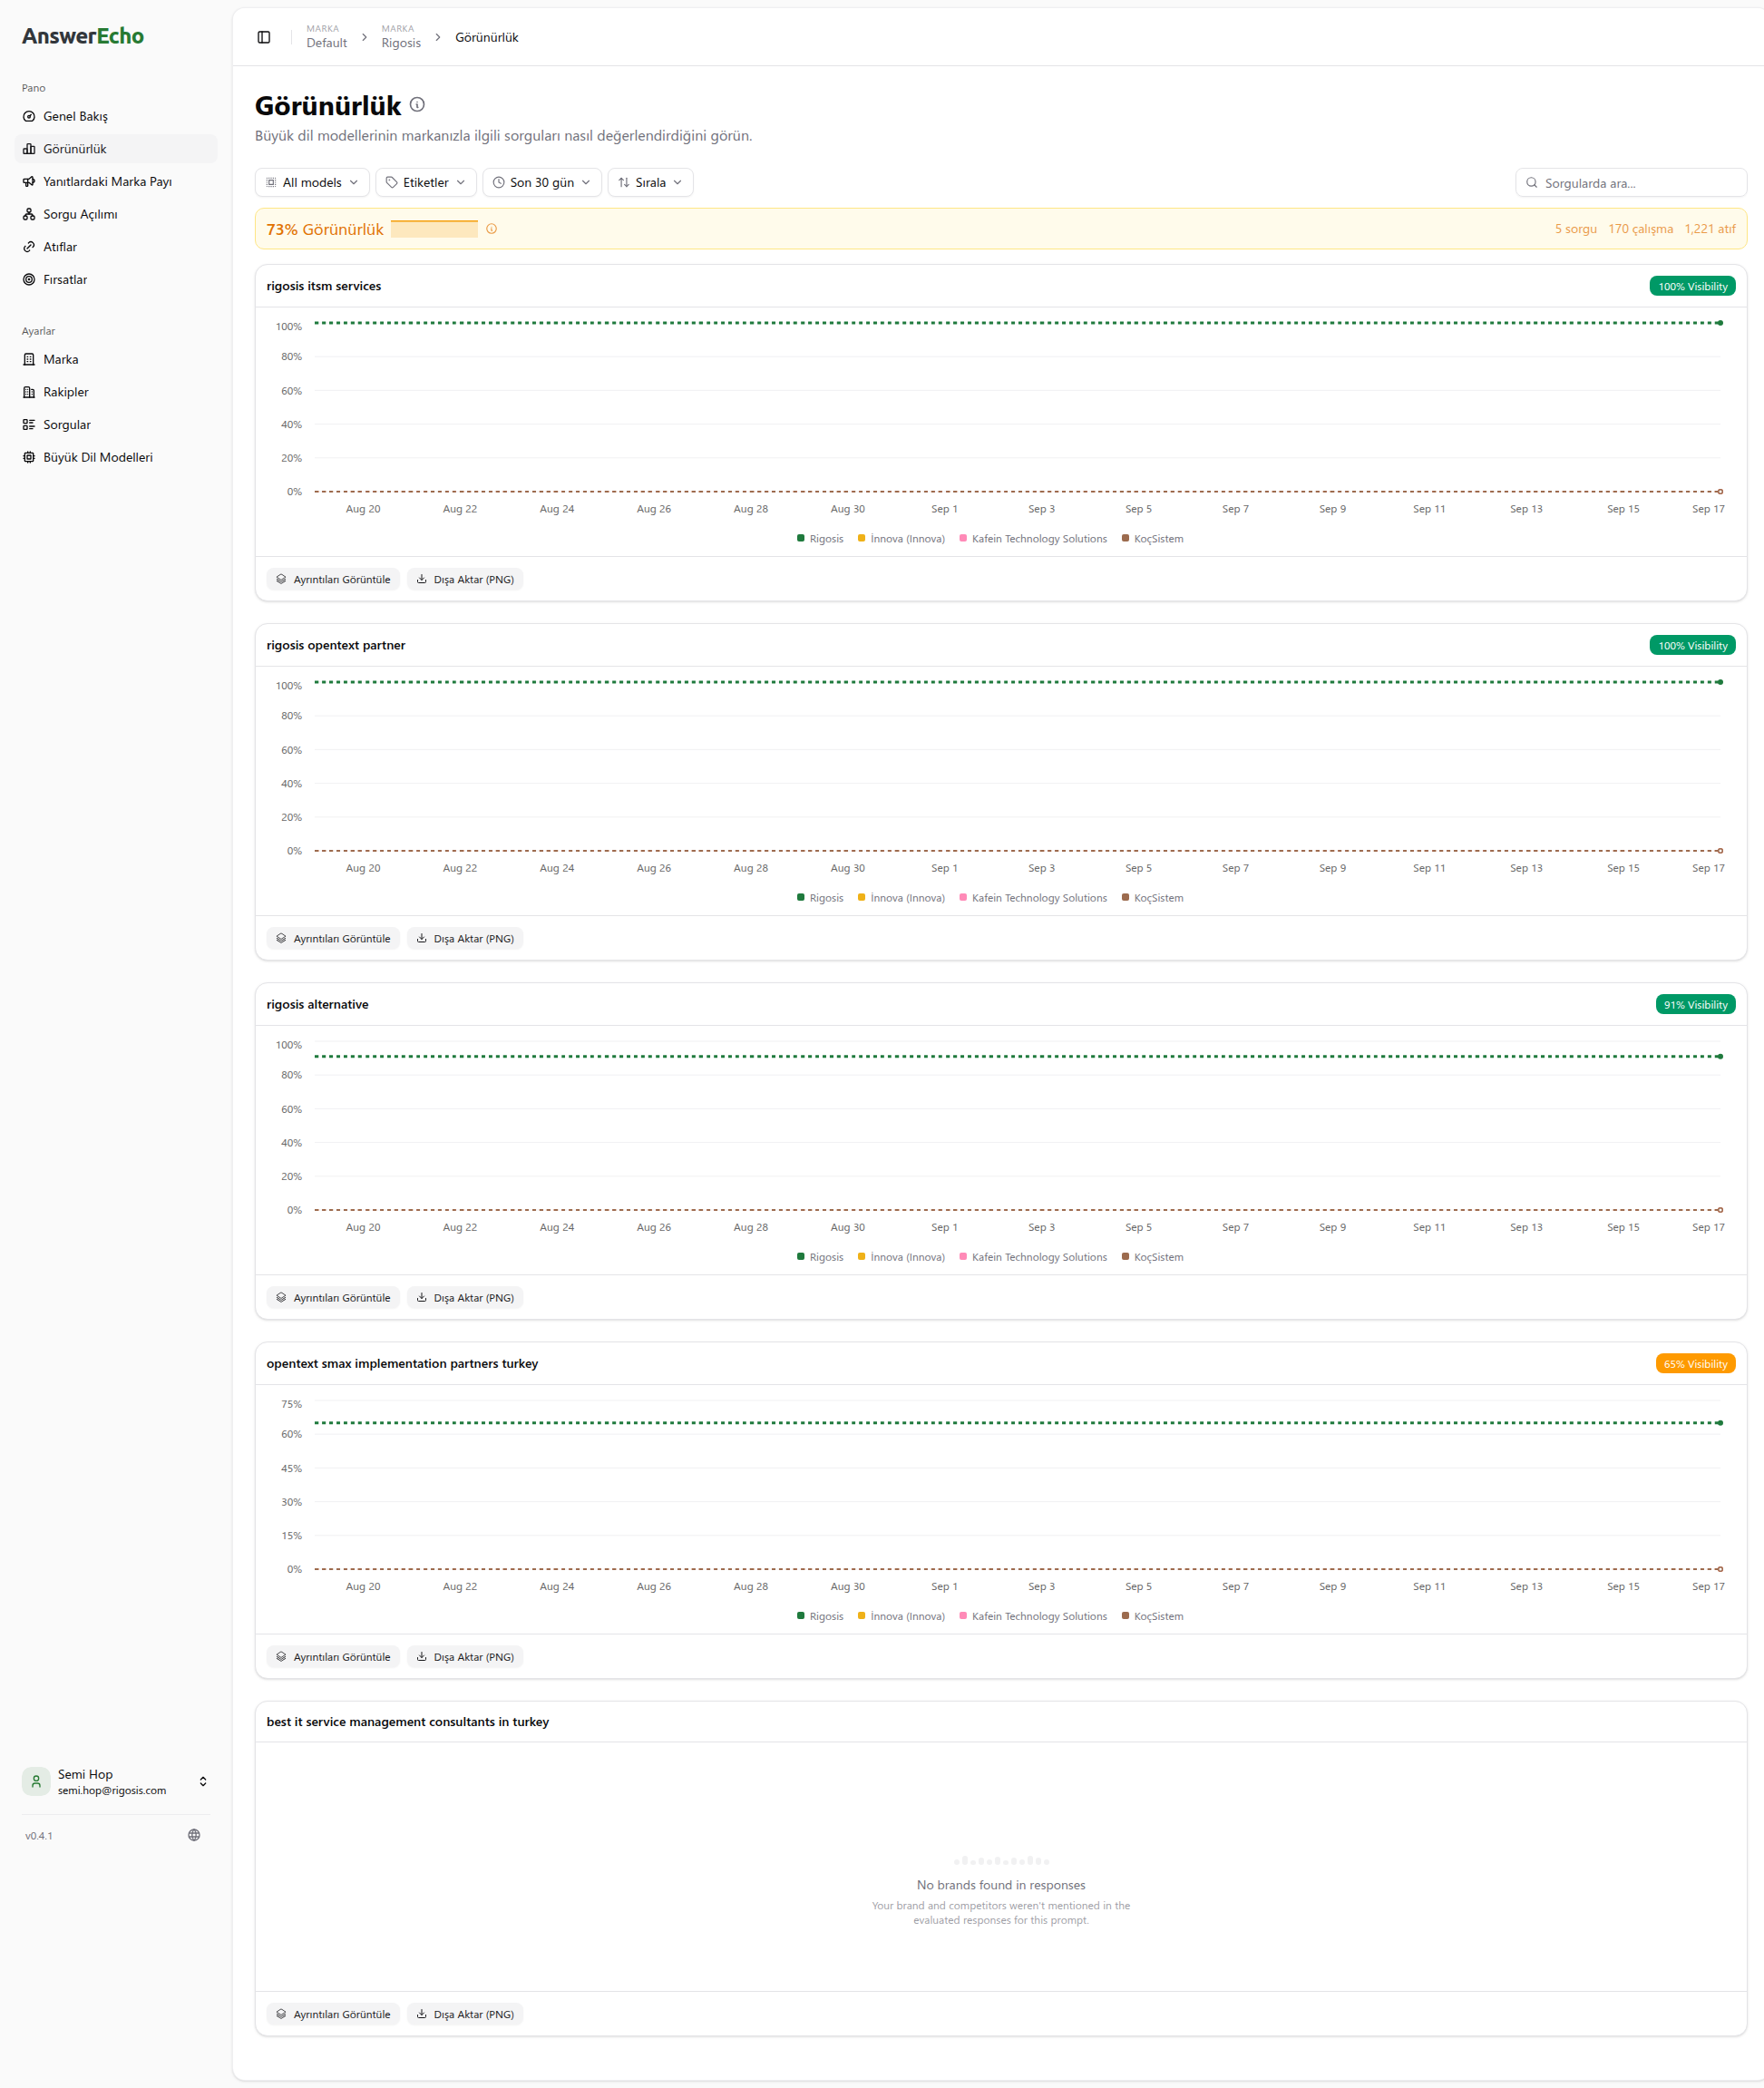 AnswerEcho
Pano
Genel Bakış
Görünürlük
Yanıtlardaki Marka Payı
Sorgu Açılımı
Atıflar
Fırsatlar
Ayarlar
Marka
Rakipler
Sorgular
Büyük Dil Modelleri
Semi Hop
semi.hop@rigosis.com
v0.4.1
MARKA
Default
MARKA
Rigosis
Görünürlük
Görünürlük
Büyük dil modellerinin markanızla ilgili sorguları nasıl değerlendirdiğini görün.
All models
Etiketler
Son 30 gün
Sırala
Sorgularda ara...
73% Görünürlük
5 sorgu 170 çalışma 1,221 atıf
rigosis itsm services
100% Visibility
100%
80%
60%
40%
20%
0%
Aug 20 Aug 22 Aug 24 Aug 26 Aug 28 Aug 30 Sep 1 Sep 3 Sep 5 Sep 7 Sep 9 Sep 11 Sep 13 Sep 15 Sep 17
Rigosis İnnova (Innova) Kafein Technology Solutions KoçSistem
Ayrıntıları Görüntüle Dışa Aktar (PNG)
rigosis opentext partner
100% Visibility
100%
80%
60%
40%
20%
0%
Aug 20 Aug 22 Aug 24 Aug 26 Aug 28 Aug 30 Sep 1 Sep 3 Sep 5 Sep 7 Sep 9 Sep 11 Sep 13 Sep 15 Sep 17
Rigosis İnnova (Innova) Kafein Technology Solutions KoçSistem
Ayrıntıları Görüntüle Dışa Aktar (PNG)
rigosis alternative
91% Visibility
100%
80%
60%
40%
20%
0%
Aug 20 Aug 22 Aug 24 Aug 26 Aug 28 Aug 30 Sep 1 Sep 3 Sep 5 Sep 7 Sep 9 Sep 11 Sep 13 Sep 15 Sep 17
Rigosis İnnova (Innova) Kafein Technology Solutions KoçSistem
Ayrıntıları Görüntüle Dışa Aktar (PNG)
opentext smax implementation partners turkey
65% Visibility
75%
60%
45%
30%
15%
0%
Aug 20 Aug 22 Aug 24 Aug 26 Aug 28 Aug 30 Sep 1 Sep 3 Sep 5 Sep 7 Sep 9 Sep 11 Sep 13 Sep 15 Sep 17
Rigosis İnnova (Innova) Kafein Technology Solutions KoçSistem
Ayrıntıları Görüntüle Dışa Aktar (PNG)
best it service management consultants in turkey
No brands found in responses
Your brand and competitors weren't mentioned in the
evaluated responses for this prompt.
Ayrıntıları Görüntüle Dışa Aktar (PNG)